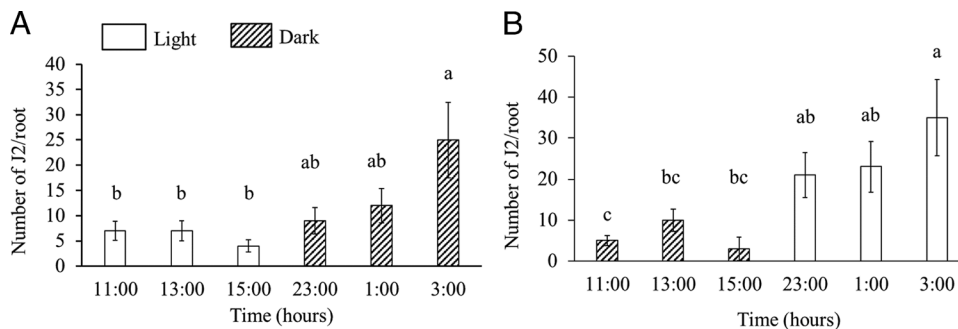 A
Light
Dark
Number of J2/root
40
35
30
25
20
15
10
5
0
b
b
b
ab
ab
a
11:00
13:00
15:00
23:00
1:00
3:00
Time (hours)
B
Number of J2/root
50
40
30
20
10
0
c
bc
bc
ab
ab
a
11:00
13:00
15:00
23:00
1:00
3:00
Time (hours)